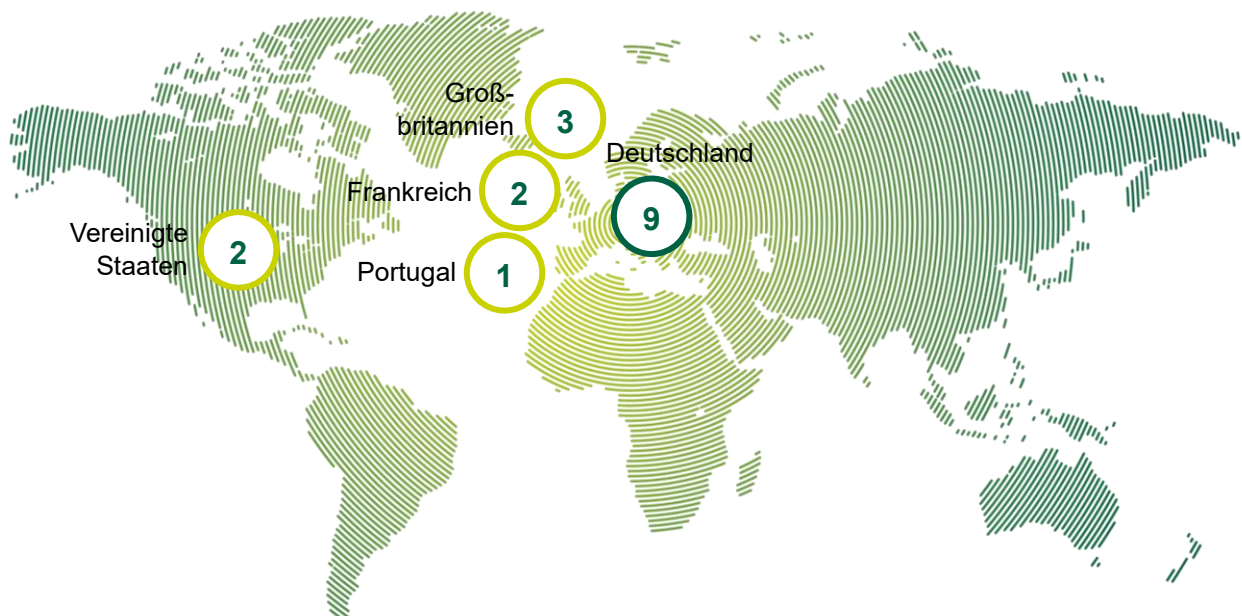 Groß-
britannien
3
Deutschland
Frankreich
2
9
Vereinigte
Staaten
2
Portugal
1